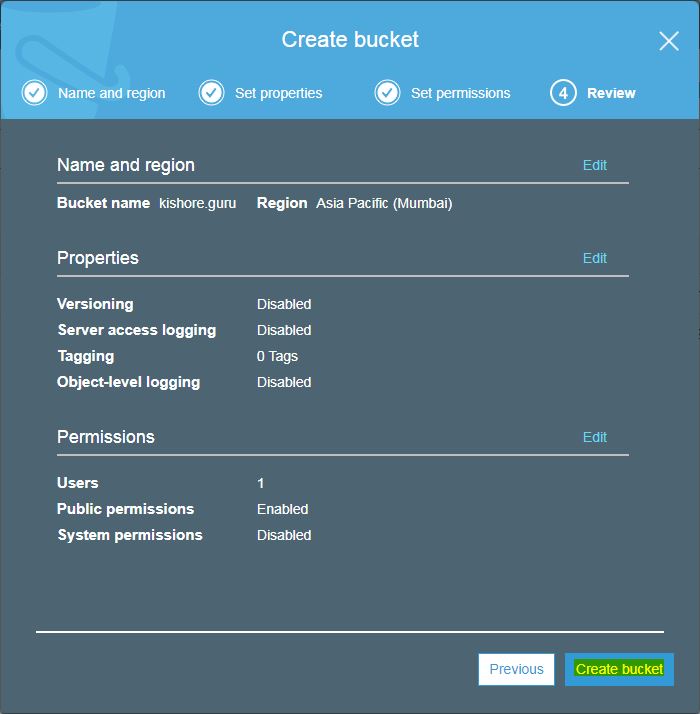 Create bucket
Name and region Set properties Set permissions 4 Review
Name and region Edit
Bucket name kishore.guru Region Asia Pacific (Mumbai)
Properties Edit
Versioning Disabled
Server access logging Disabled
Tagging 0 Tags
Object-level logging Disabled
Permissions Edit
Users 1
Public permissions Enabled
System permissions Disabled
Previous Create bucket